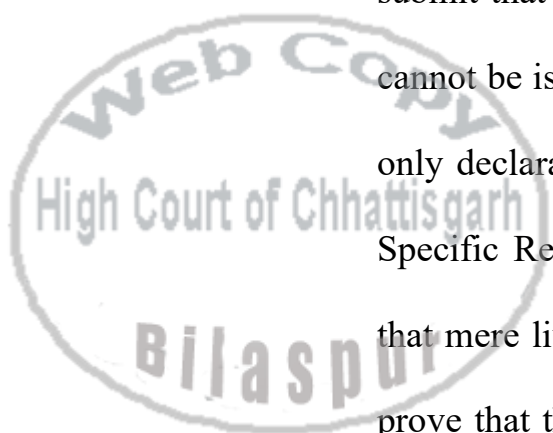 submit that
Web Copy
cannot be is
only declara
High Court of Chhattisgarh
Specific Re
Bilaspur
that mere li
prove that th